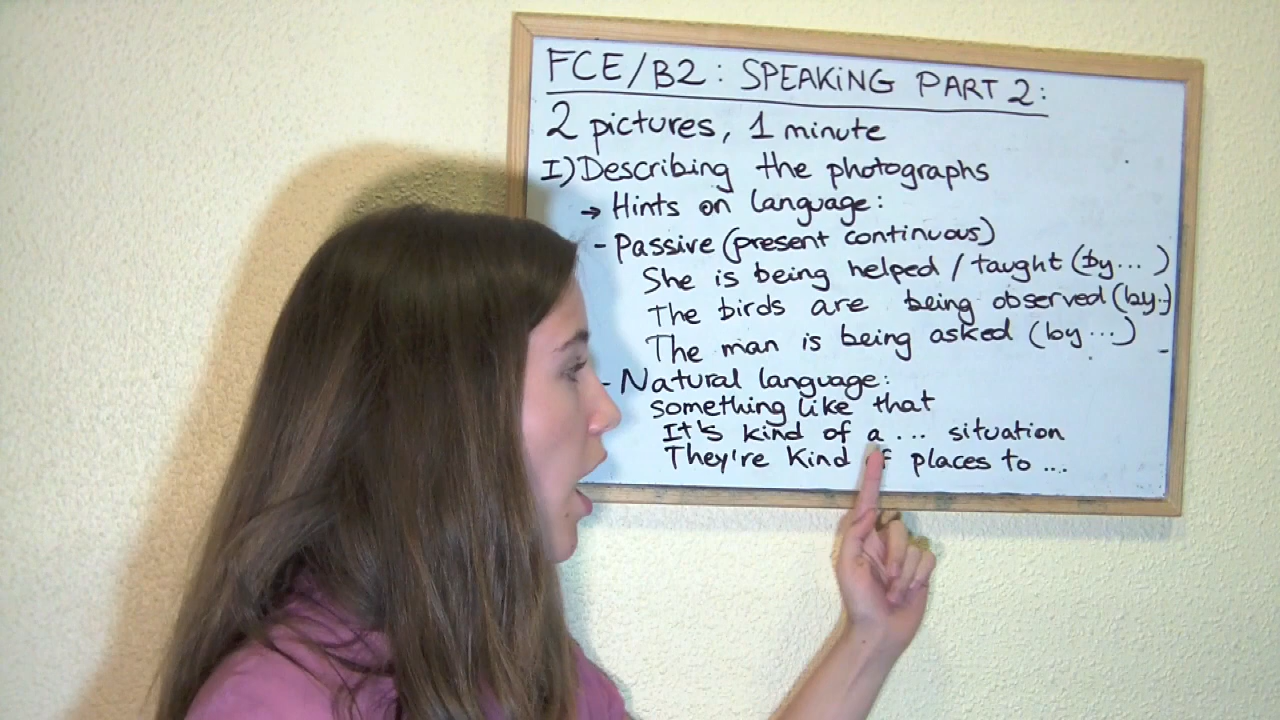 FCE/B2: SPEAKING PART 2:
2 pictures, 1 minute
I) Describing the photographs
→ Hints on language:
- Passive (present continuous)
She is being helped / taught (by... )
The birds are being observed (by..)
The man is being asked (by...)
- Natural language:
something like that
It's kind of a ... situation
They're kind of places to ...